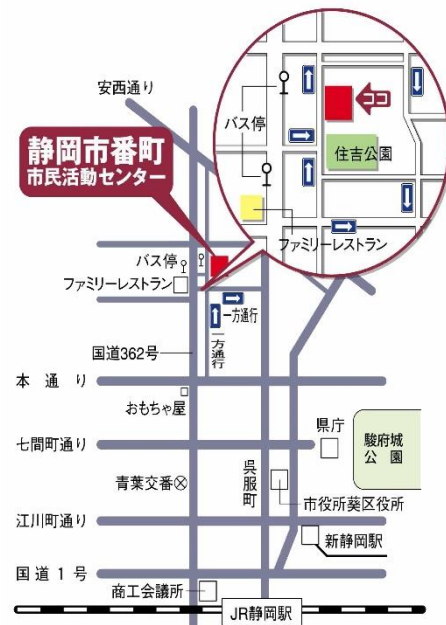 安西通り
静岡市番町
市民活動センター
バス停
ココ
住吉公園
ファミリーレストラン
バス停
ファミリーレストラン
一方通行
一方通行
国道362号
本通り
おもちゃ屋
県庁
七間町通り
駿府城
公園
呉服町
青葉交番
市役所葵区役所
江川町通り
新静岡駅
国道1号
商工会議所
JR静岡駅